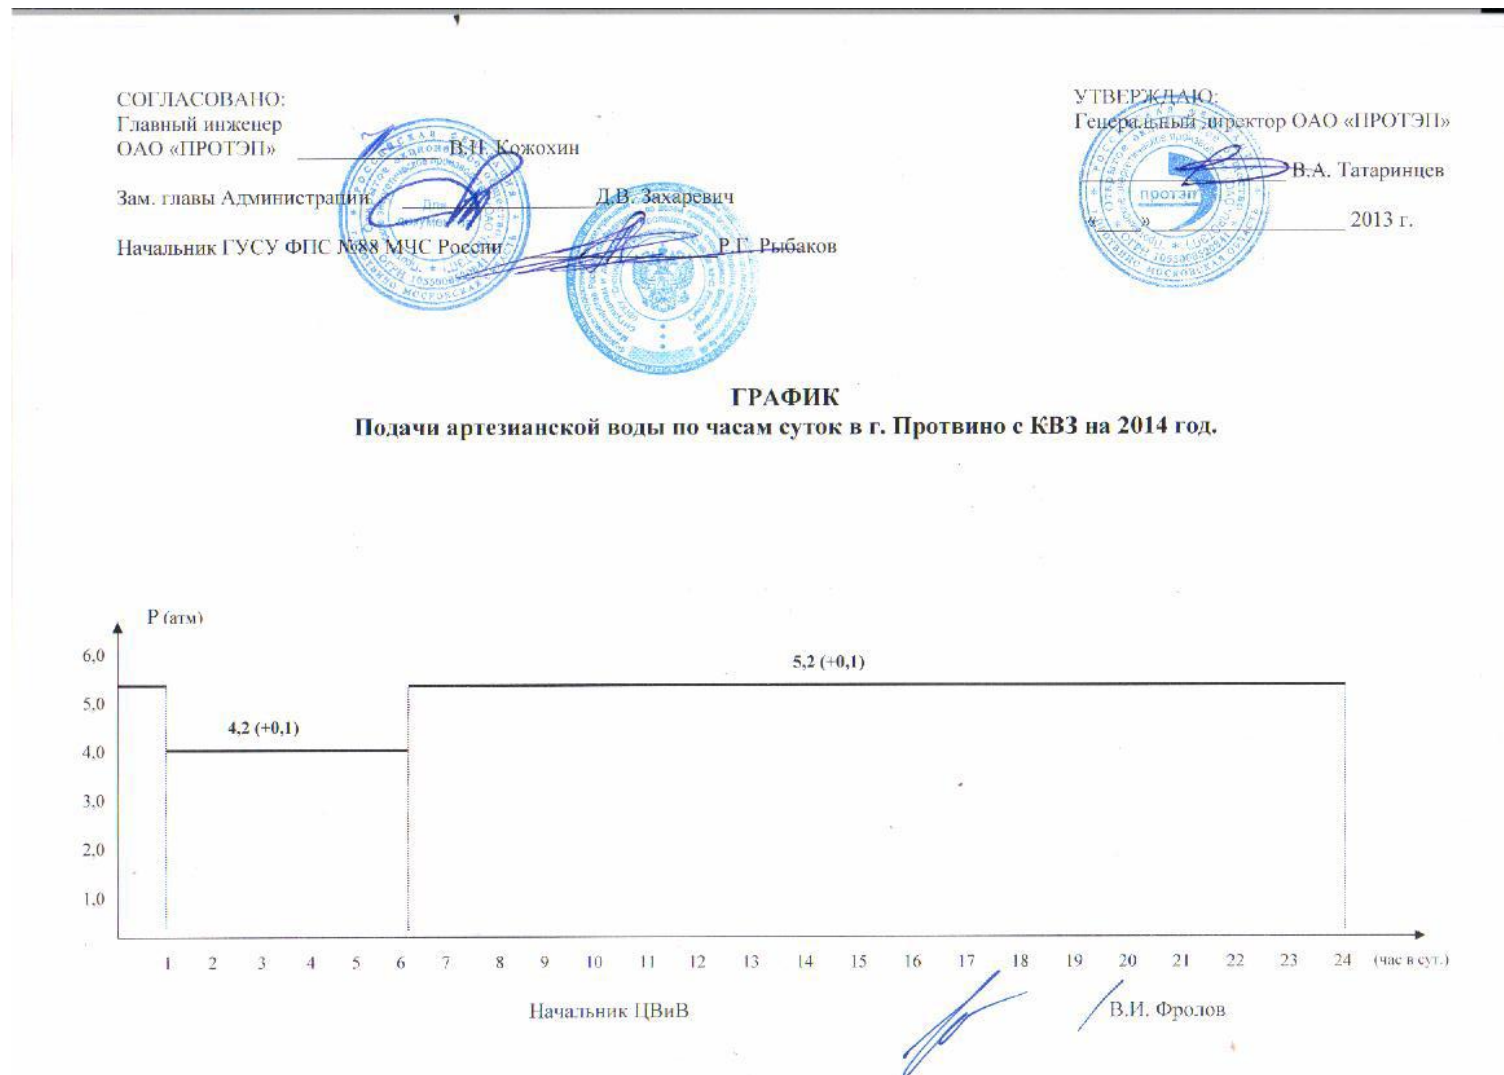 СОГЛАСОВАНО:
Главный инженер
ОАО «ПРОТЭП» В.Н. Кожохин
Зам. главы Администрации Д.В. Захаревич
Начальник ГУСУ ФПС №88 МЧС России Р.Г. Рыбаков
УТВЕРЖДАЮ:
Генеральный директор ОАО «ПРОТЭП»
В.А. Татаринцев
«____» 2013 г.
ПРОТЭП
ГРАФИК
Подачи артезианской воды по часам суток в г. Протвино с КВЗ на 2014 год.
P (атм)
6,0
5,0
4,0
3,0
2,0
1,0
5,2 (+0,1)
4,2 (+0,1)
1 2 3 4 5 6 7 8 9 10 11 12 13 14 15 16 17 18 19 20 21 22 23 24 (час в сут.)
Начальник ЦВиВ В.И. Фролов